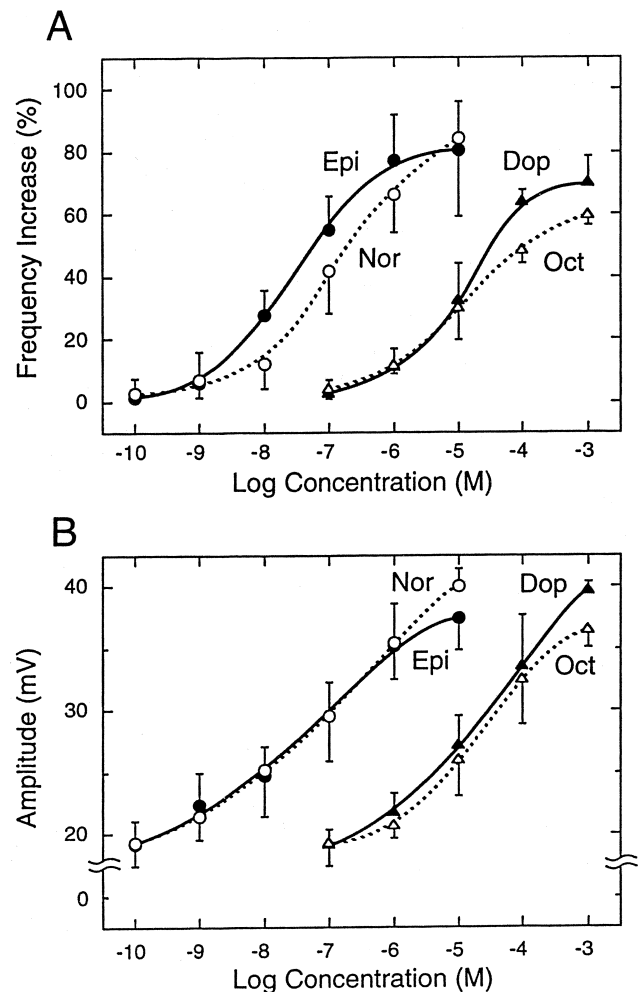 A
100
80
60
40
20
0
Frequency Increase (%)
Epi
Nor
Dop
Oct
-10 -9 -8 -7 -6 -5 -4 -3
Log Concentration (M)
B
40
30
20
0
Amplitude (mV)
Nor
Epi
Dop
Oct
-10 -9 -8 -7 -6 -5 -4 -3
Log Concentration (M)